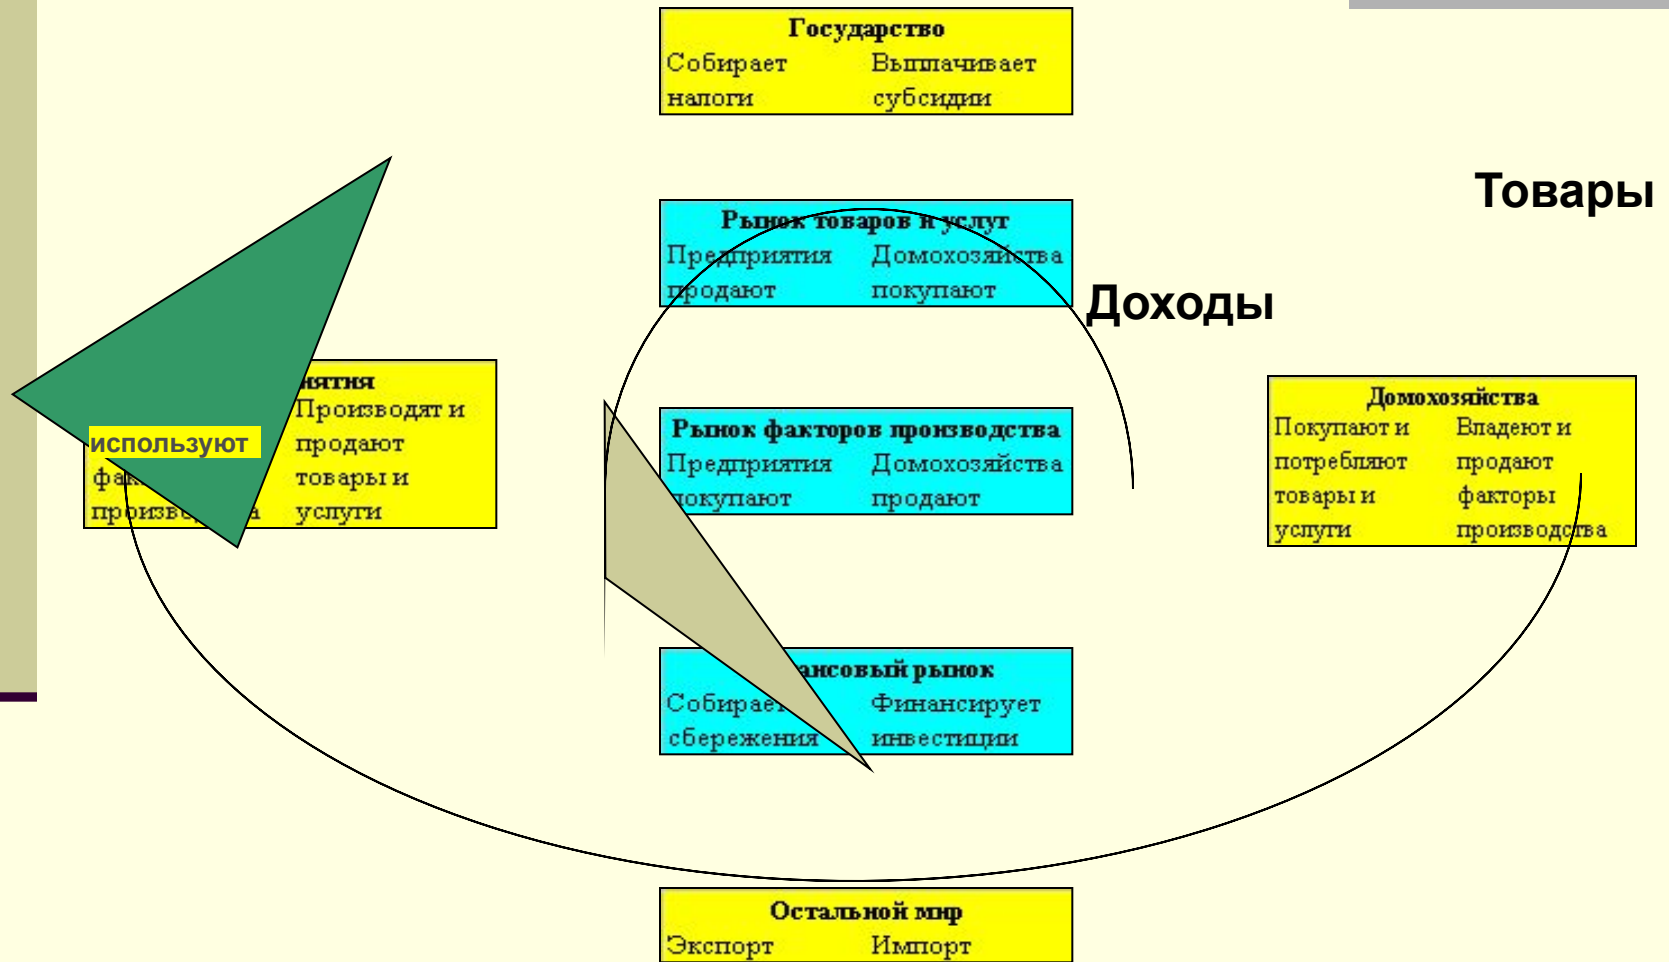 Государство
Собирает Выплачивает
налоги субсидии
Товары
Рынок товаров и услуг
Предприятия Домохозяйства
продают покупают
Доходы
Производят и
используют продают
товары и
услуги
Рынок факторов производства
Предприятия Домохозяйства
покупают продают
Домохозяйства
Покупают и Владеют и
потребляют продают
товары и факторы
услуги производства
рынок
Собирает Финансирует
сбережения инвестиции
Остальной мир
Экспорт Импорт